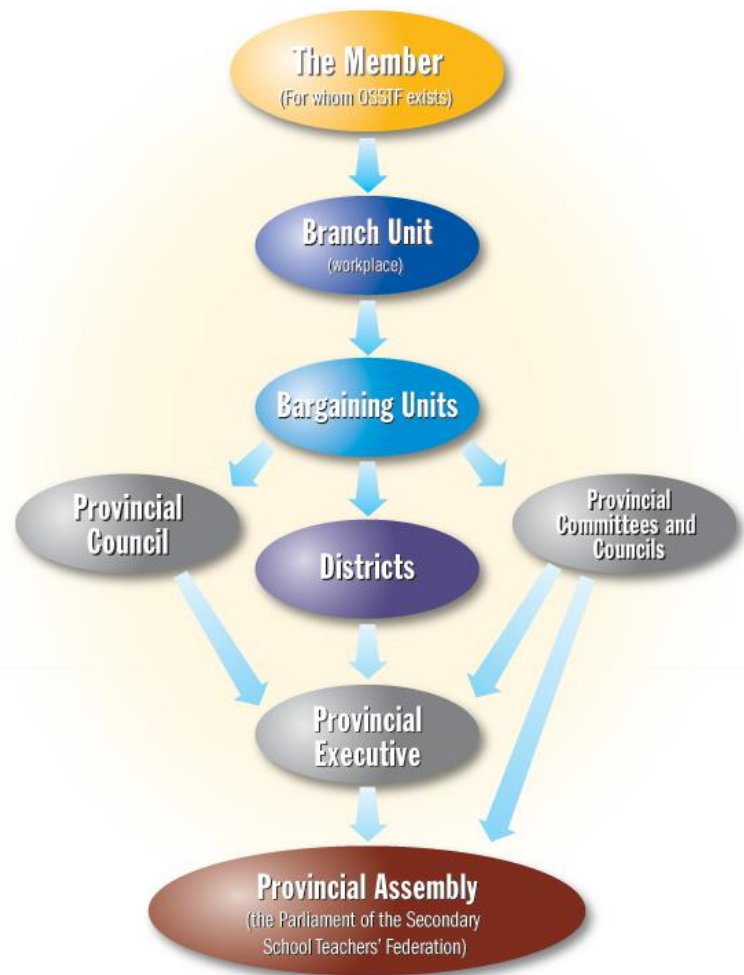 The Member
(For whom OSSTF exists)
Branch Unit
(workplace)
Bargaining Units
Provincial
Council
Provincial
Committees and
Councils
Districts
Provincial
Executive
Provincial Assembly
(the Parliament of the Secondary
School Teachers' Federation)